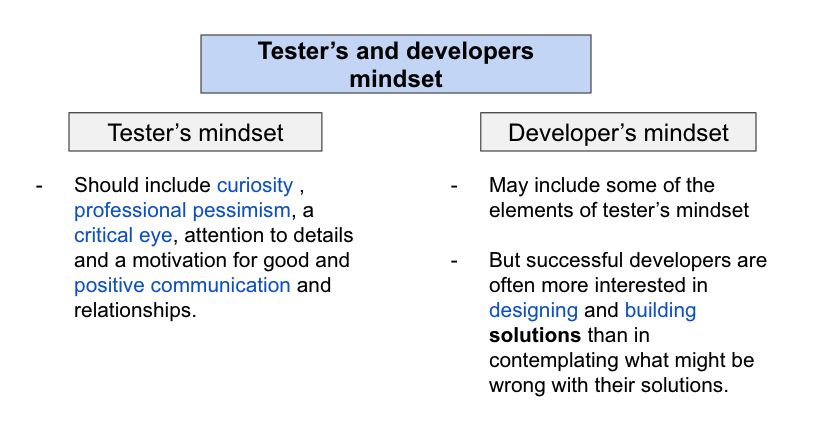 Tester’s and developers
mindset
Tester’s mindset
- Should include curiosity ,
professional pessimism, a
critical eye, attention to details
and a motivation for good and
positive communication and
relationships.
Developer’s mindset
- May include some of the
elements of tester’s mindset
- But successful developers are
often more interested in
designing and building
solutions than in
contemplating what might be
wrong with their solutions.